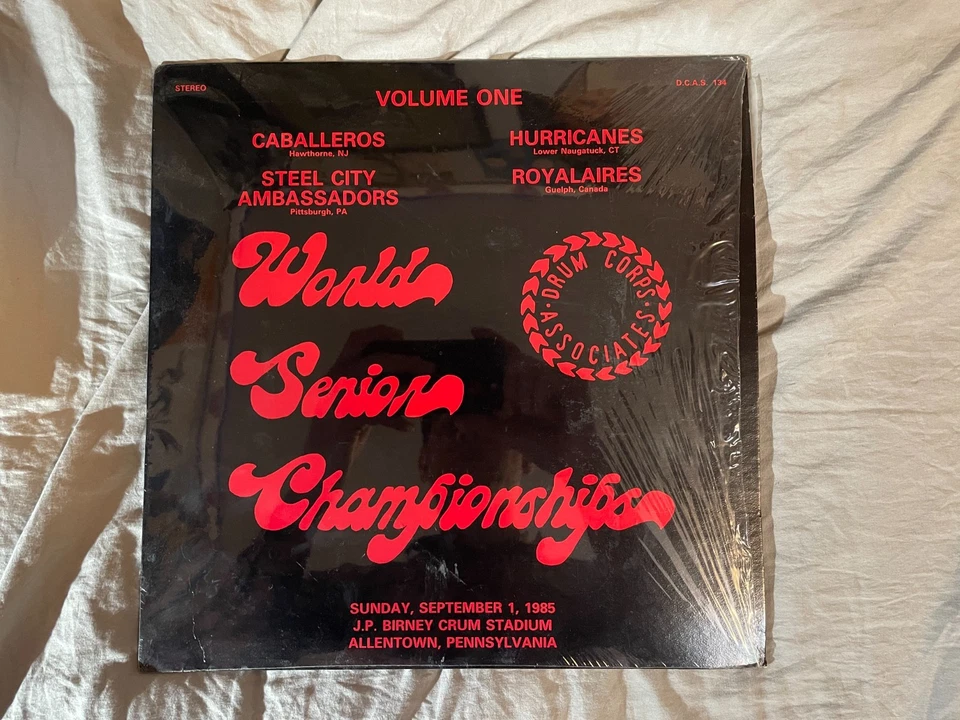 STEREO
D.C.A.S. 134
VOLUME ONE
CABALLEROS
Hawthorne, NJ
HURRICANES
Lower Naugatuck, CT
STEEL CITY
AMBASSADORS
Pittsburgh, PA
ROYALAIRES
Guelph, Canada
World
Senior
Championships
DRUM CORPS
· ASSOCIATES ·
SUNDAY, SEPTEMBER 1, 1985
J.P. BIRNEY CRUM STADIUM
ALLENTOWN, PENNSYLVANIA